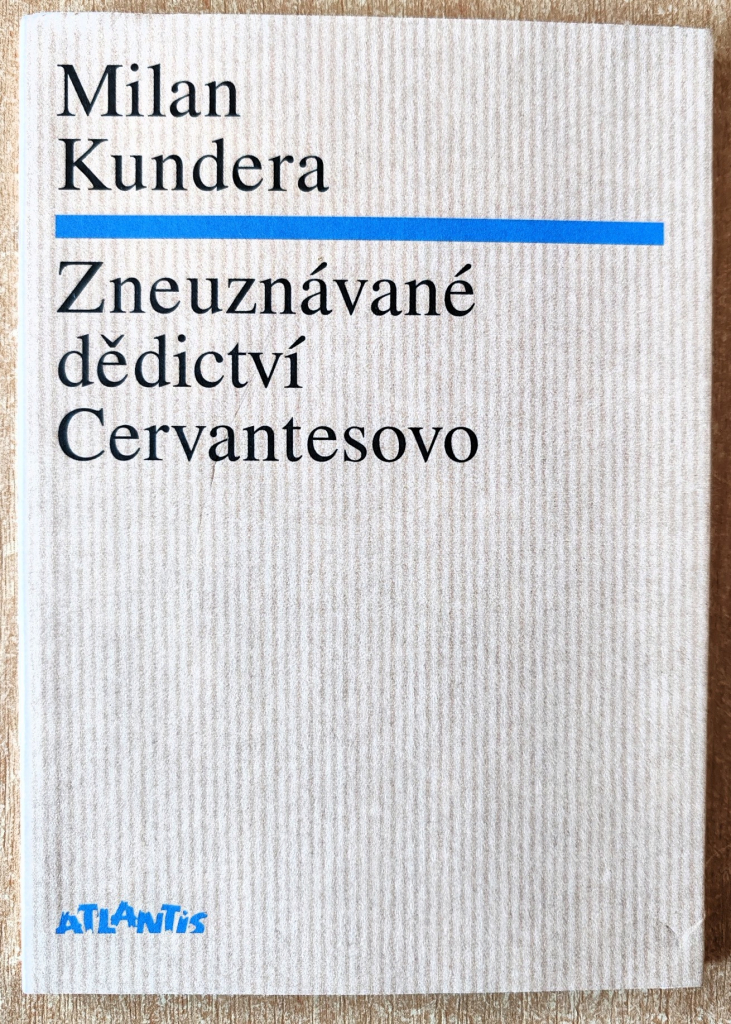 Milan
Kundera
Zneuznávané
dědictví
Cervantesovo
ATLANTiS